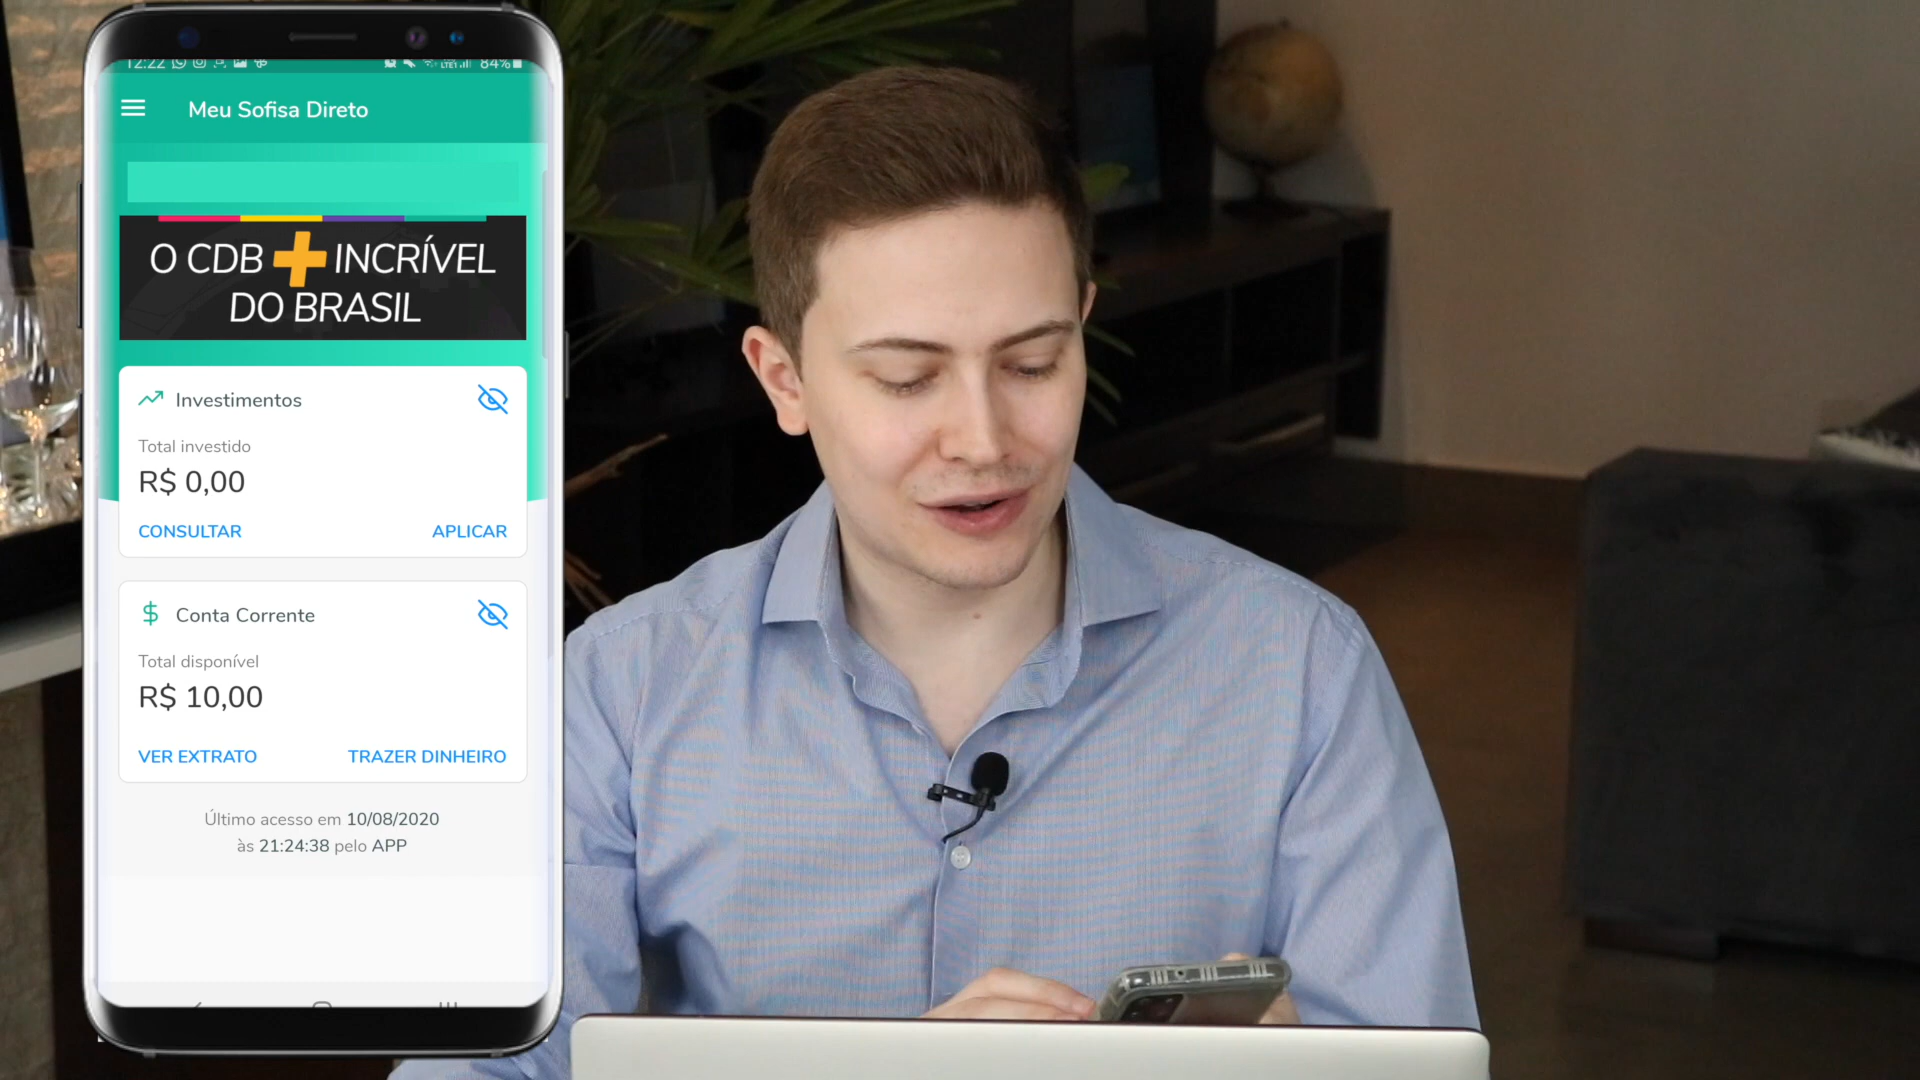 12:22
84%
Meu Sofisa Direto
O CDB + INCRÍVEL
DO BRASIL
Investimentos
Total investido
R$ 0,00
CONSULTAR
APLICAR
Conta Corrente
Total disponível
R$ 10,00
VER EXTRATO
TRAZER DINHEIRO
Último acesso em 10/08/2020
às 21:24:38 pelo APP